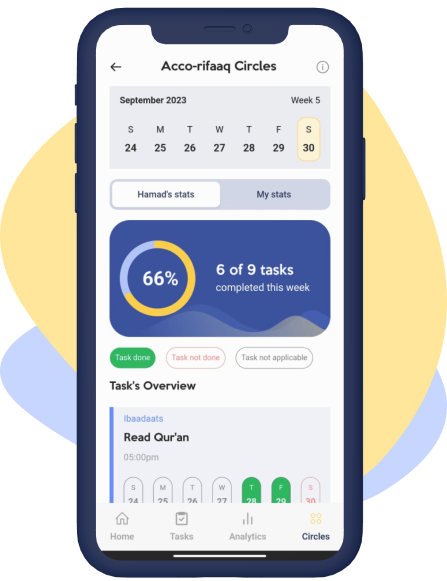 Acco-rifaaq Circles
September 2023 Week 5
S M T W T F S
24 25 26 27 28 29 30
Hamad's stats My stats
66%
6 of 9 tasks
completed this week
Task done Task not done Task not applicable
Task's Overview
Ibaadaats
Read Qur'an
05:00pm
S M T W T F S
24 25 26 27 28 29 30
Home Tasks Analytics Circles